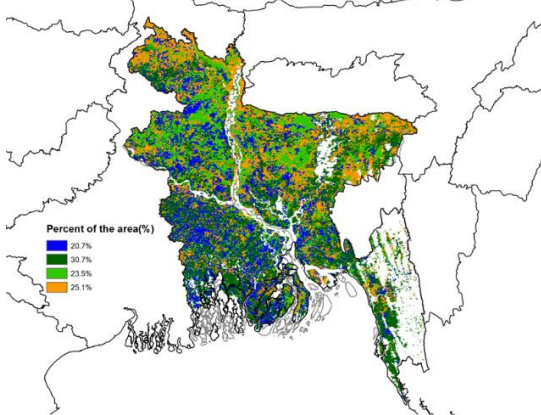 Percent of the area(%)
20.7%
30.7%
23.5%
25.1%